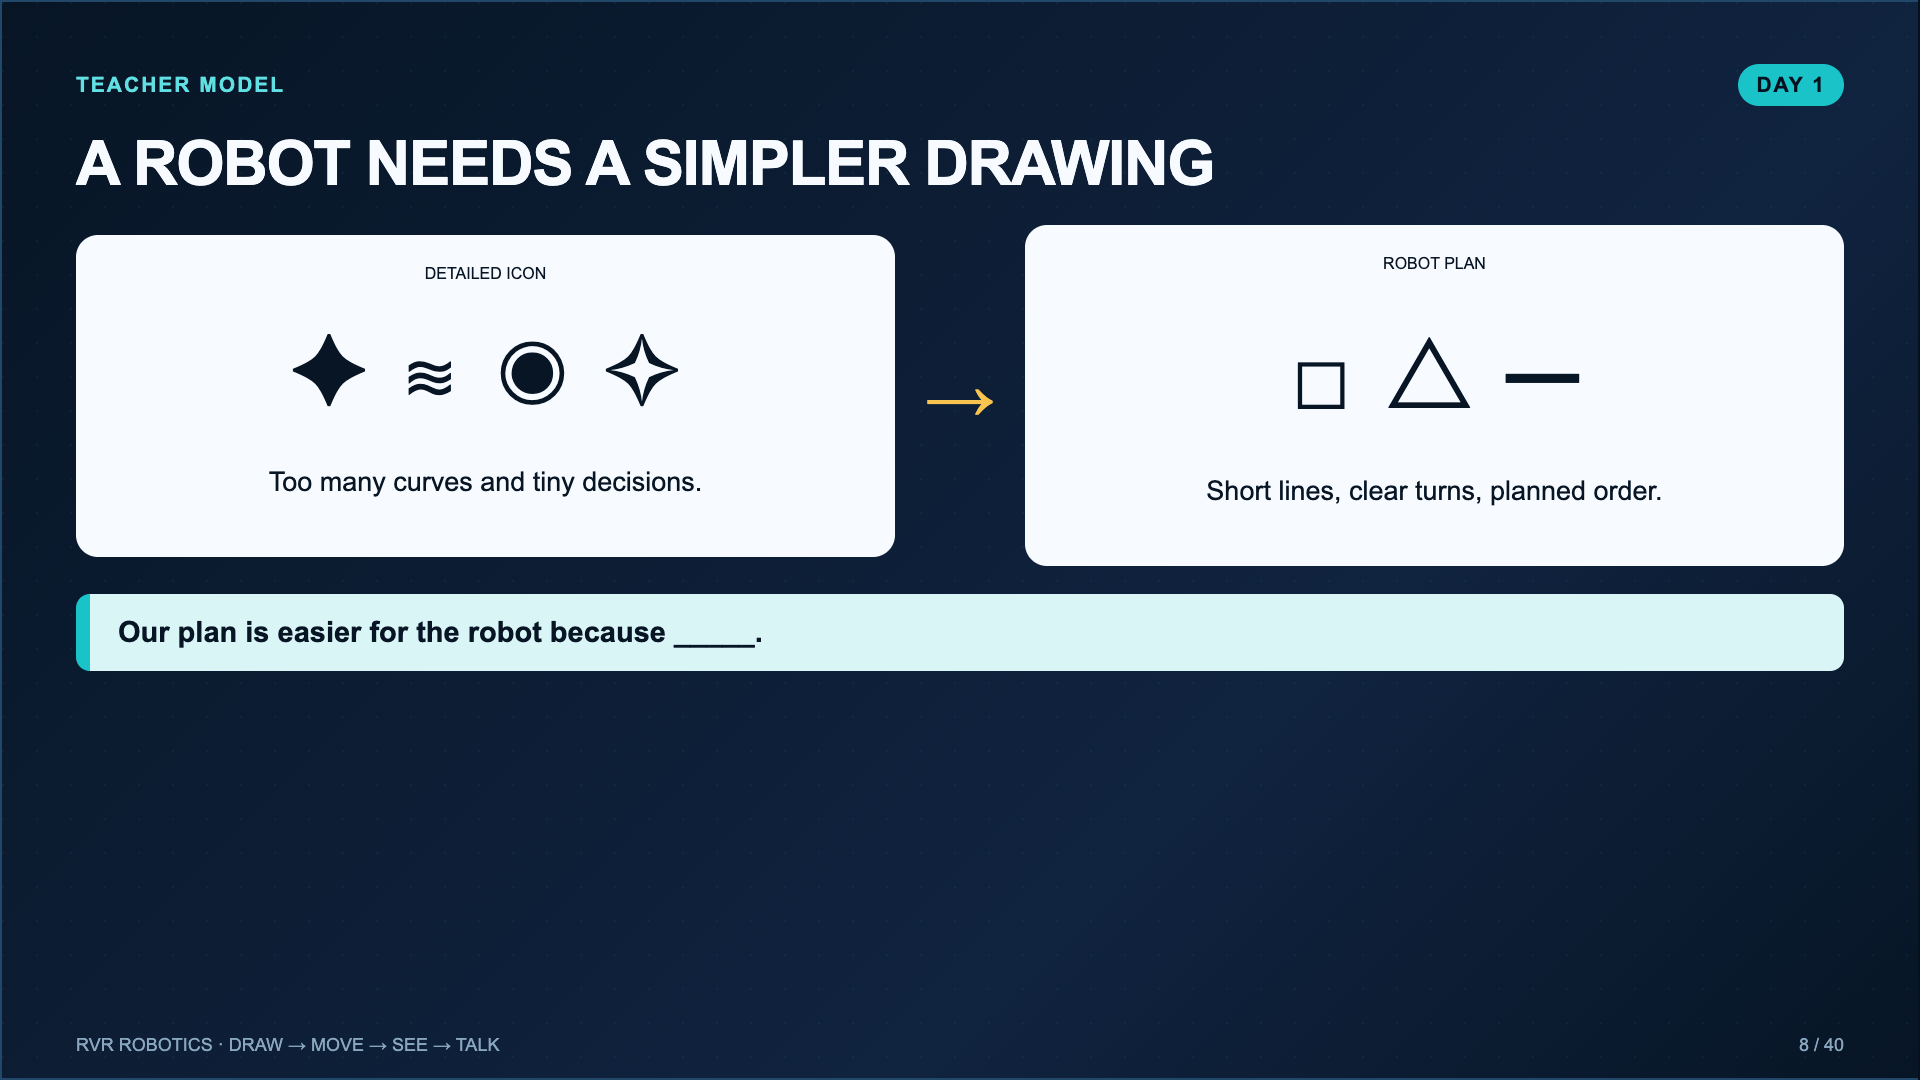 TEACHER MODEL
DAY 1
A ROBOT NEEDS A SIMPLER DRAWING
DETAILED ICON
Too many curves and tiny decisions.
→
ROBOT PLAN
Short lines, clear turns, planned order.
Our plan is easier for the robot because _____.
RVR ROBOTICS · DRAW → MOVE → SEE → TALK
8 / 40